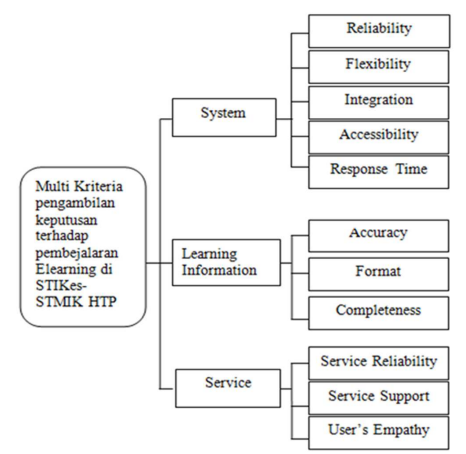 Multi Kriteria
pengambilan
keputusan
terhadap
pembejalaran
Elearning di
STIKes-
STMIK HTP
System
Reliability
Flexibility
Integration
Accessibility
Response Time
Learning
Information
Accuracy
Format
Completeness
Service
Service Reliability
Service Support
User's Empathy